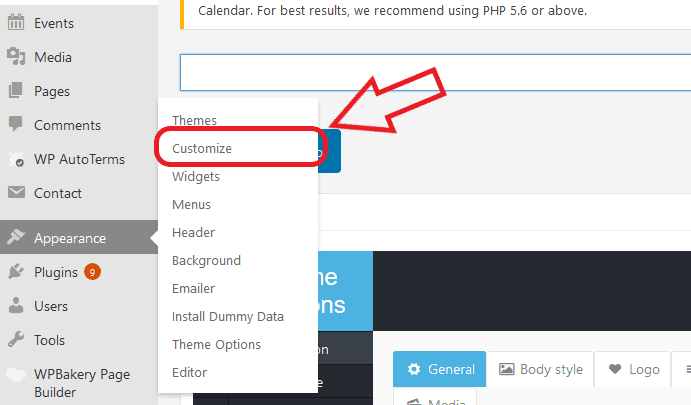 Calendar. For best results, we recommend using PHP 5.6 or above.
Events
Media
Pages
Comments
WP AutoTerms
Contact
Appearance
Plugins 9
Users
Tools
WPBakery Page
Builder
Themes
Customize
Widgets
Menus
Header
Background
Emailer
Install Dummy Data
Theme Options
Editor
General
Body style
Logo
Media